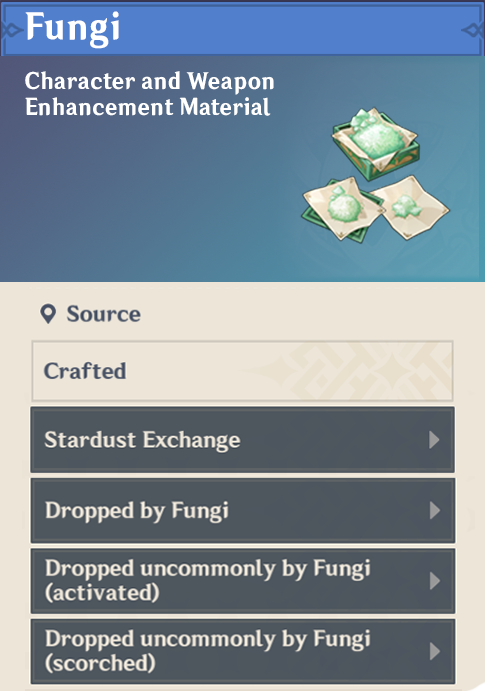 Fungi
Character and Weapon
Enhancement Material
Source
Crafted
Stardust Exchange
Dropped by Fungi
Dropped uncommonly by Fungi
(activated)
Dropped uncommonly by Fungi
(scorched)